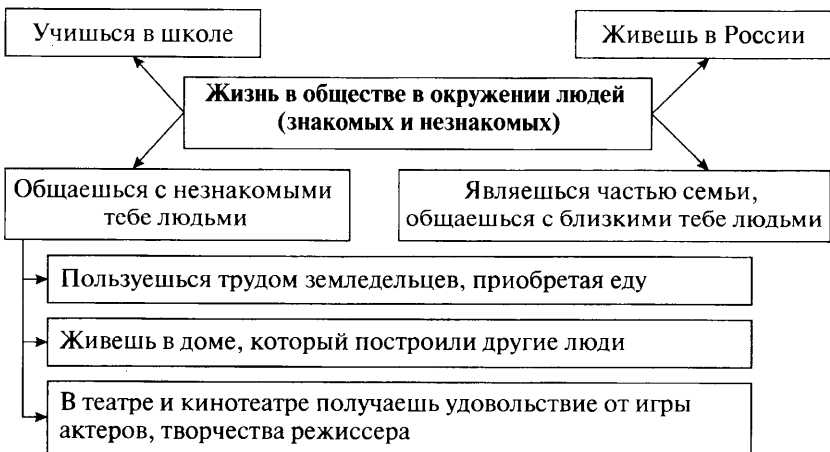 Учишься в школе
Живешь в России
Жизнь в обществе в окружении людей
(знакомых и незнакомых)
Общаешься с незнакомыми
тебе людьми
Являешься частью семьи,
общаешься с близкими тебе людьми
Пользуешься трудом земледельцев, приобретая еду
Живешь в доме, который построили другие люди
В театре и кинотеатре получаешь удовольствие от игры
актеров, творчества режиссера